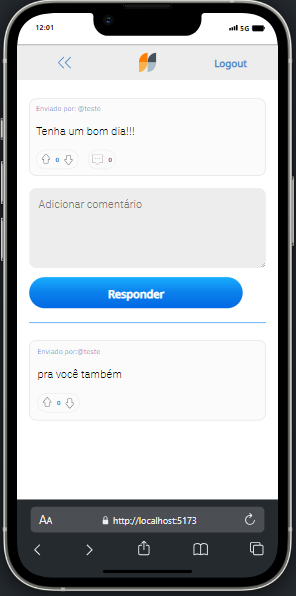 12:01
5G
Logout
Enviado por: @teste
Tenha um bom dia!!!
0
0
Adicionar comentário
Responder
Enviado por:@teste
pra você também
0
AA
http://localhost:5173